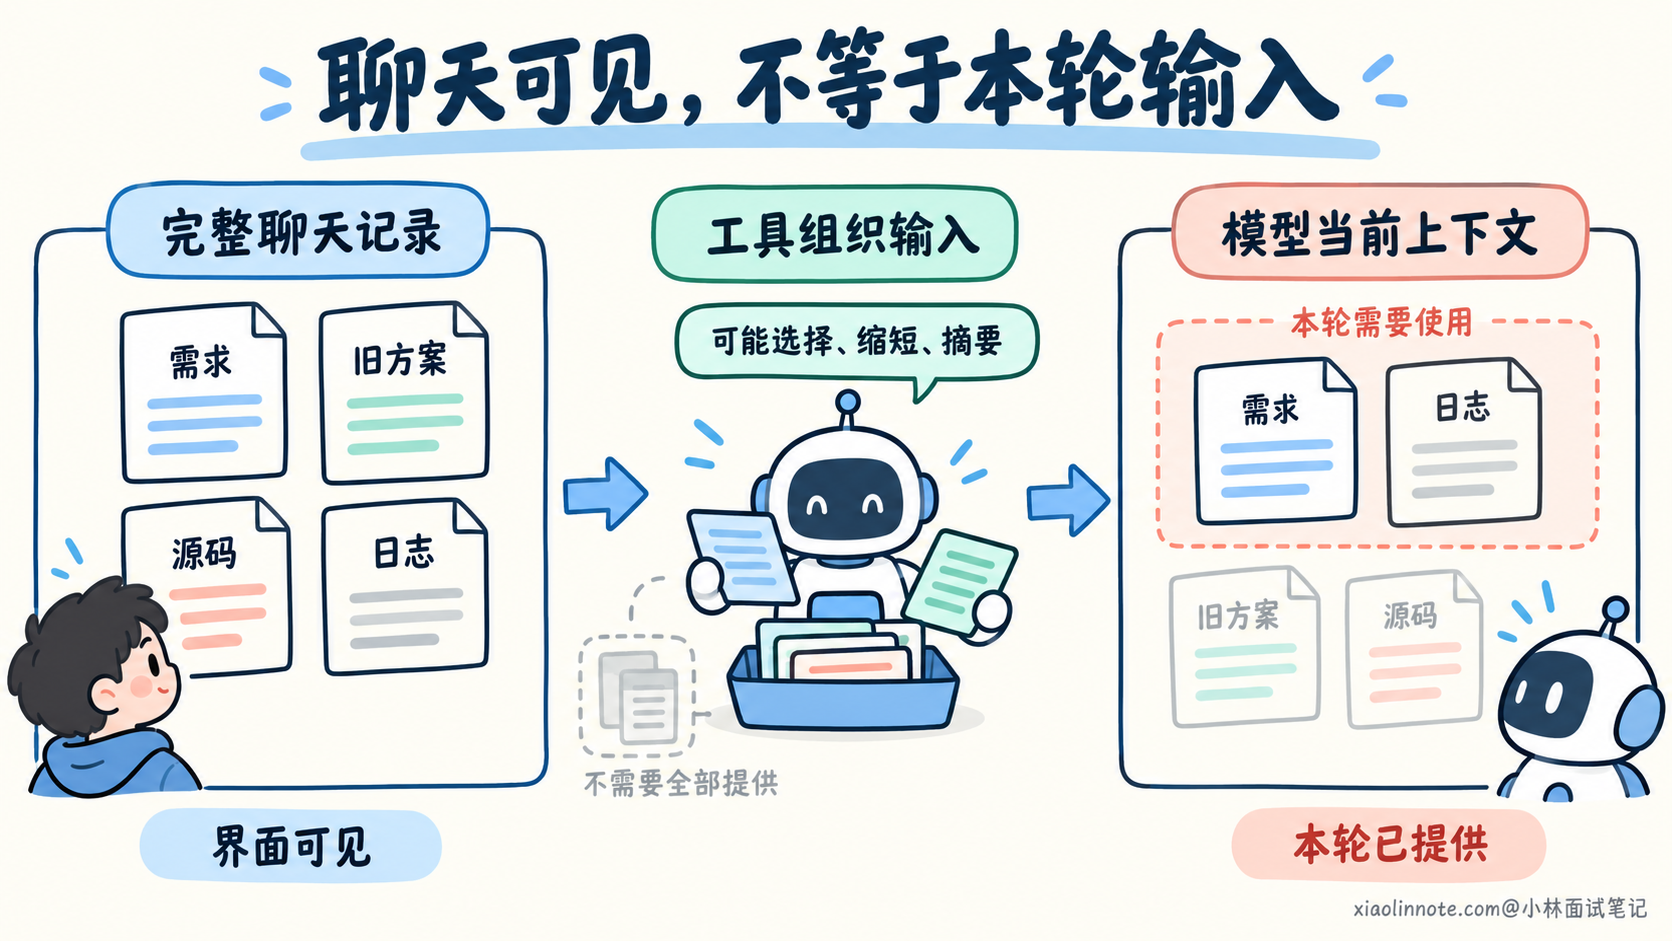 聊天可见，不等于本轮输入
完整聊天记录
需求
旧方案
源码
日志
界面可见
工具组织输入
可能选择、缩短、摘要
不需要全部提供
模型当前上下文
本轮需要使用
需求
日志
旧方案
源码
本轮已提供
xiaolinnote.com@小林面试笔记